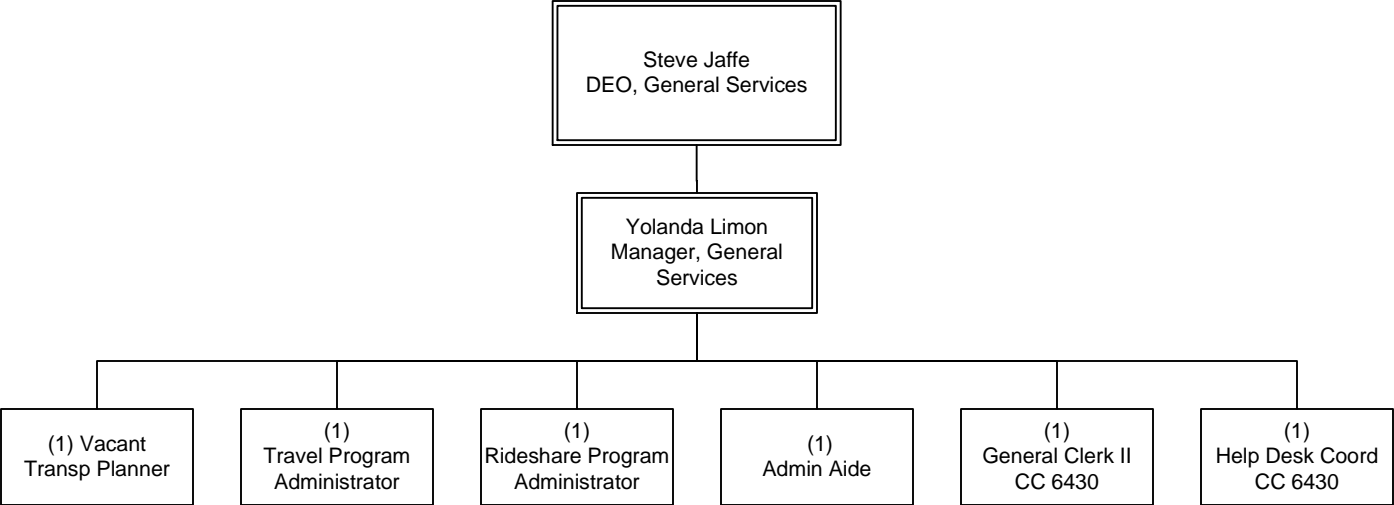 Steve Jaffe
DEO, General Services
Yolanda Limon
Manager, General
Services
(1) Vacant
Transp Planner
(1)
Travel Program
Administrator
(1)
Rideshare Program
Administrator
(1)
Admin Aide
(1)
General Clerk II
CC 6430
(1)
Help Desk Coord
CC 6430